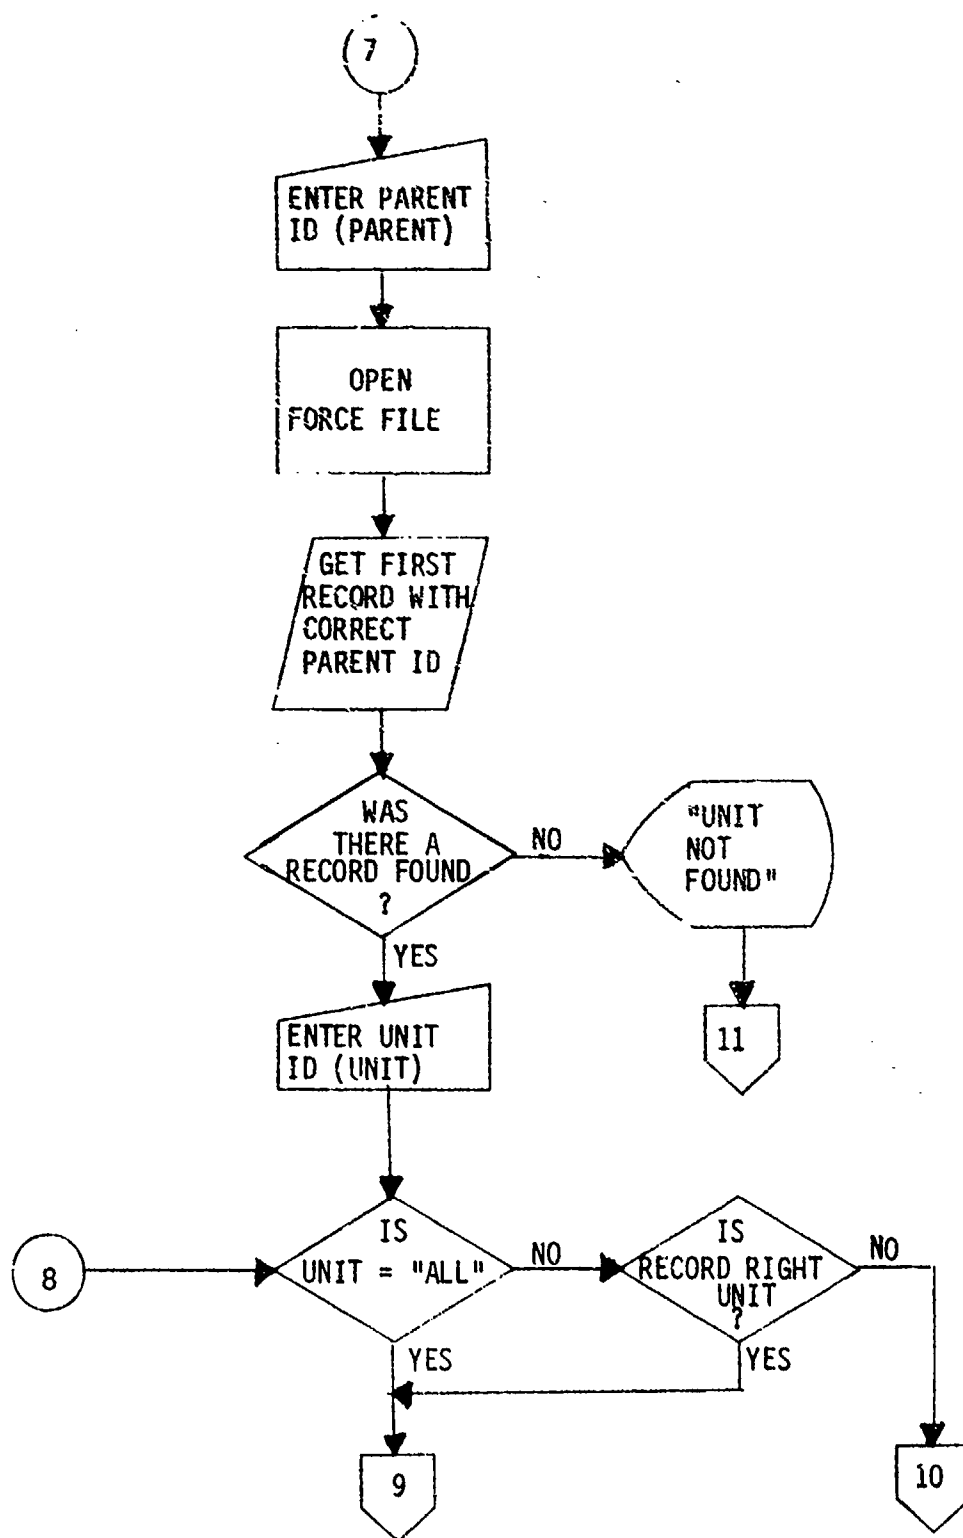 7
ENTER PARENT
ID (PARENT)
OPEN
FORCE FILE
GET FIRST
RECORD WITH
CORRECT
PARENT ID
WAS
THERE A
RECORD FOUND
?
NO
"UNIT
NOT
FOUND"
YES
11
ENTER UNIT
ID (UNIT)
8
IS
UNIT = "ALL"
NO
IS
RECORD RIGHT
UNIT
?
NO
YES
YES
9
10